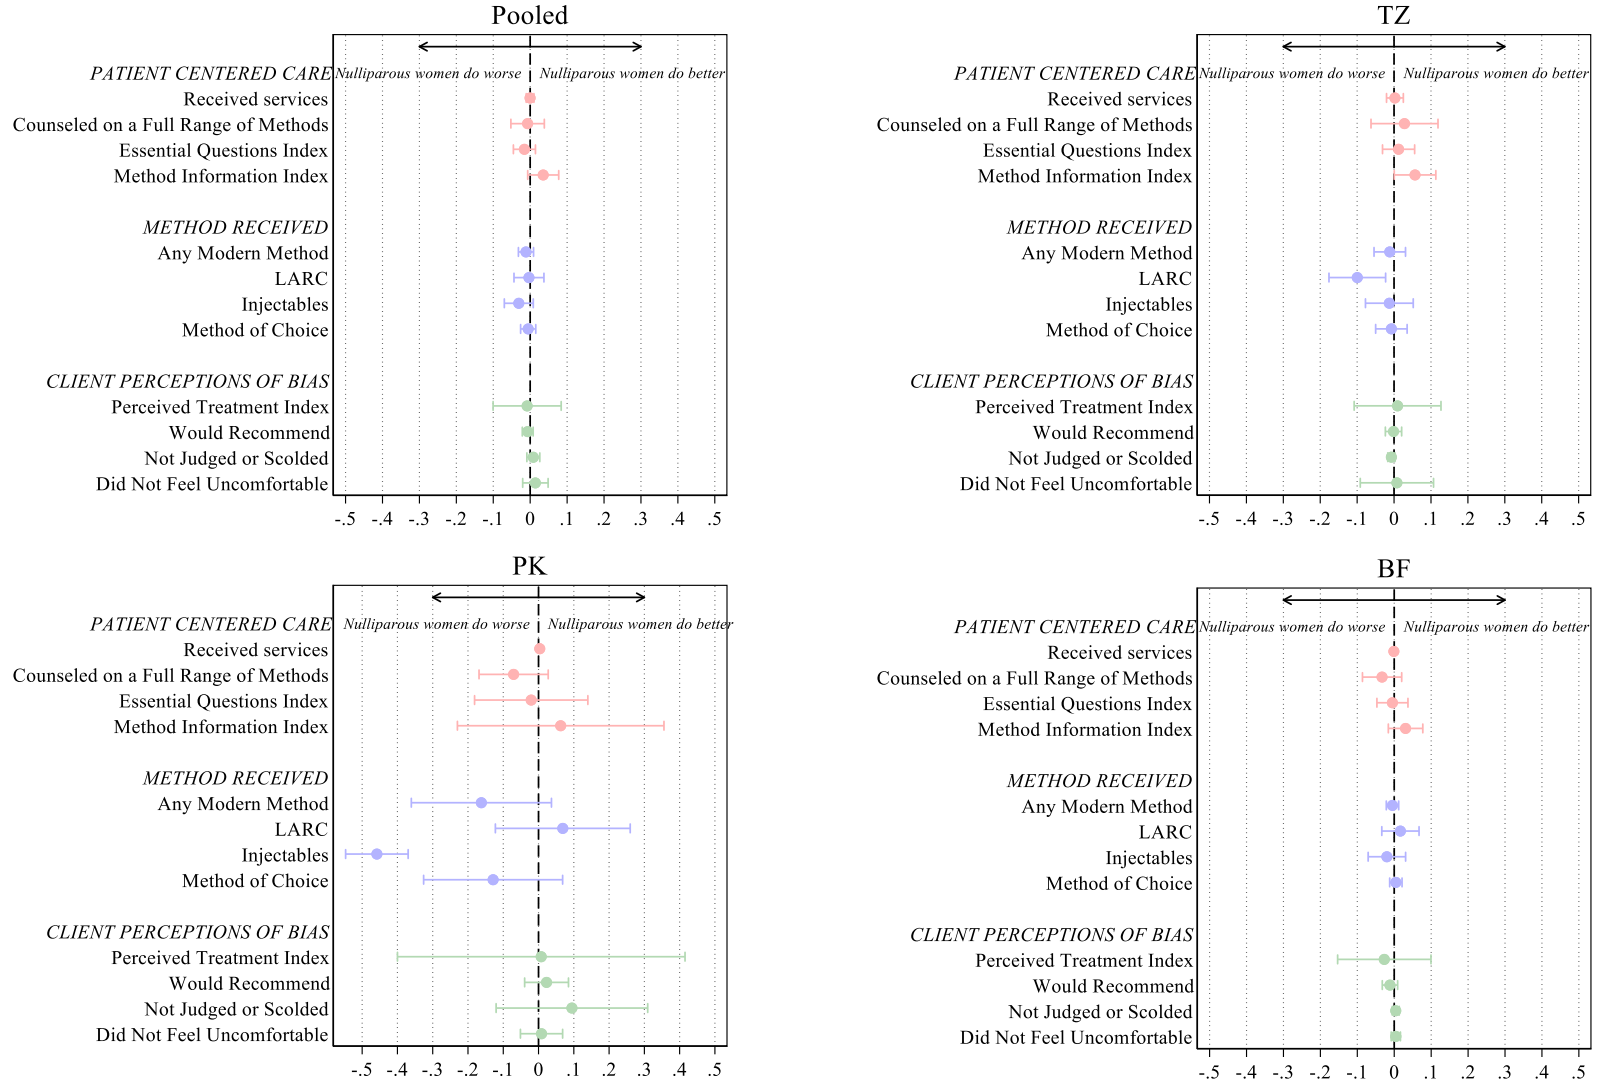 Pooled
PATIENT CENTERED CARE Nulliparous women do worse Nulliparous women do better
Received services
Counseled on a Full Range of Methods
Essential Questions Index
Method Information Index
METHOD RECEIVED
Any Modern Method
LARC
Injectables
Method of Choice
CLIENT PERCEPTIONS OF BIAS
Perceived Treatment Index
Would Recommend
Not Judged or Scolded
Did Not Feel Uncomfortable
-.5 -.4 -.3 -.2 -.1 0 .1 .2 .3 .4 .5
TZ
PATIENT CENTERED CARE Nulliparous women do worse Nulliparous women do better
Received services
Counseled on a Full Range of Methods
Essential Questions Index
Method Information Index
METHOD RECEIVED
Any Modern Method
LARC
Injectables
Method of Choice
CLIENT PERCEPTIONS OF BIAS
Perceived Treatment Index
Would Recommend
Not Judged or Scolded
Did Not Feel Uncomfortable
-.5 -.4 -.3 -.2 -.1 0 .1 .2 .3 .4 .5
PK
PATIENT CENTERED CARE Nulliparous women do worse Nulliparous women do better
Received services
Counseled on a Full Range of Methods
Essential Questions Index
Method Information Index
METHOD RECEIVED
Any Modern Method
LARC
Injectables
Method of Choice
CLIENT PERCEPTIONS OF BIAS
Perceived Treatment Index
Would Recommend
Not Judged or Scolded
Did Not Feel Uncomfortable
-.5 -.4 -.3 -.2 -.1 0 .1 .2 .3 .4 .5
BF
PATIENT CENTERED CARE Nulliparous women do worse Nulliparous women do better
Received services
Counseled on a Full Range of Methods
Essential Questions Index
Method Information Index
METHOD RECEIVED
Any Modern Method
LARC
Injectables
Method of Choice
CLIENT PERCEPTIONS OF BIAS
Perceived Treatment Index
Would Recommend
Not Judged or Scolded
Did Not Feel Uncomfortable
-.5 -.4 -.3 -.2 -.1 0 .1 .2 .3 .4 .5